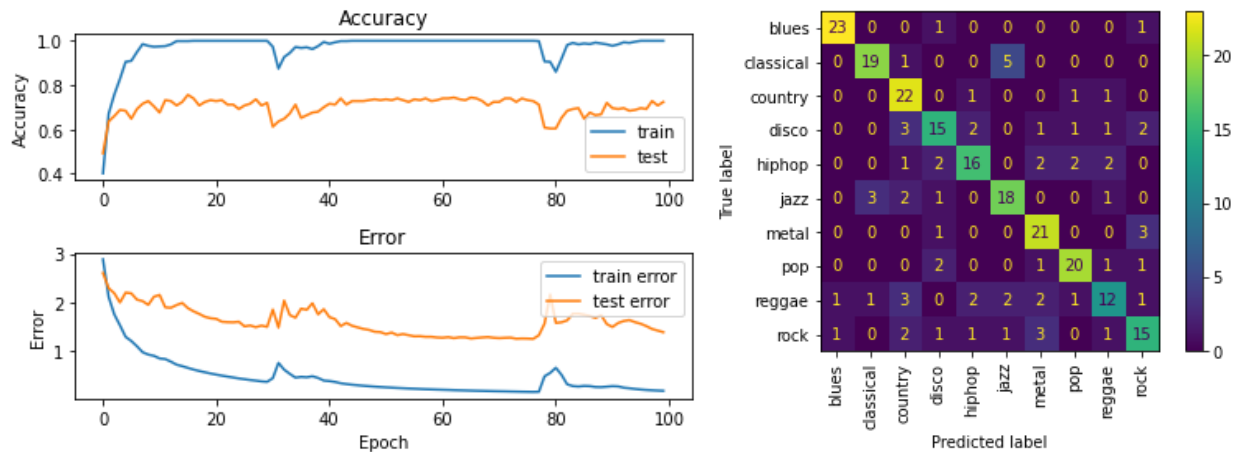 Accuracy
Accuracy
1.0
0.8
0.6
0.4
train
test
0 20 40 60 80 100
Error
Error
3
2
1
train error
test error
0 20 40 60 80 100
Epoch
True label
blues 23 0 0 1 0 0 0 0 0 1
classical 0 19 1 0 0 5 0 0 0 0
country 0 0 22 0 1 0 0 1 1 0
disco 0 0 3 15 2 0 1 1 1 2
hiphop 0 0 1 2 16 0 2 2 2 0
jazz 0 3 2 1 0 18 0 0 1 0
metal 0 0 0 1 0 0 21 0 0 3
pop 0 0 0 2 0 0 1 20 1 1
reggae 1 1 3 0 2 2 2 1 12 1
rock 1 0 2 1 1 1 3 0 1 15
blues classical country disco hiphop jazz metal pop reggae rock
Predicted label
20
15
10
5
0